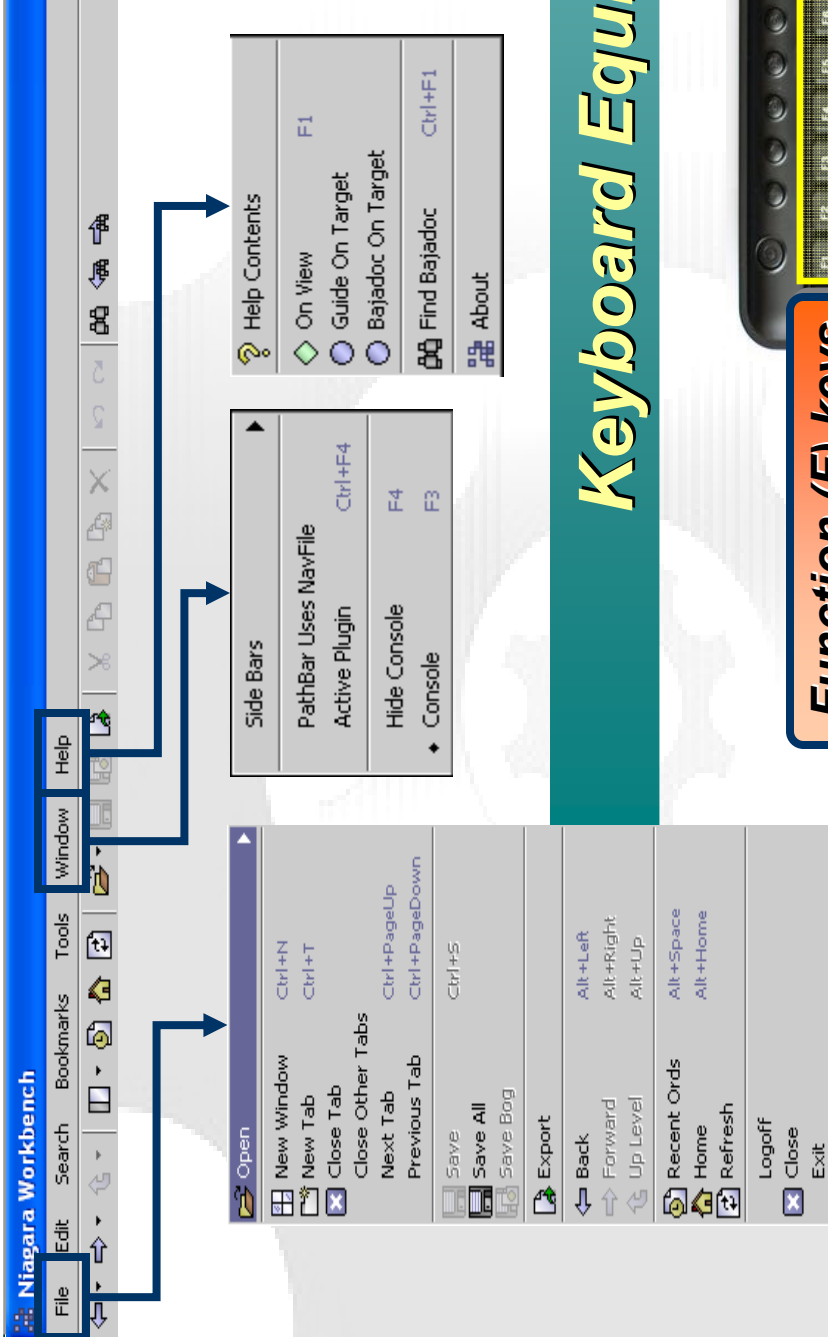 Niagara Workbench
File Edit Search Bookmarks Tools Window Help
Open
New Window Ctrl+N
New Tab Ctrl+T
Close Tab
Close Other Tabs
Next Tab Ctrl+PageUp
Previous Tab Ctrl+PageDown
Save Ctrl+S
Save All
Save Bog
Export
Back Alt+Left
Forward Alt+Right
Up Level Alt+Up
Recent Ords Alt+Space
Home Alt+Home
Refresh
Logoff
Close
Exit
Side Bars
PathBar Uses NavFile
Active Plugin Ctrl+F4
Hide Console F4
Console F3
Help Contents
On View F1
Guide On Target
Bajadoc On Target
Find Bajadoc Ctrl+F1
About
Keyboard
Function (F) keys